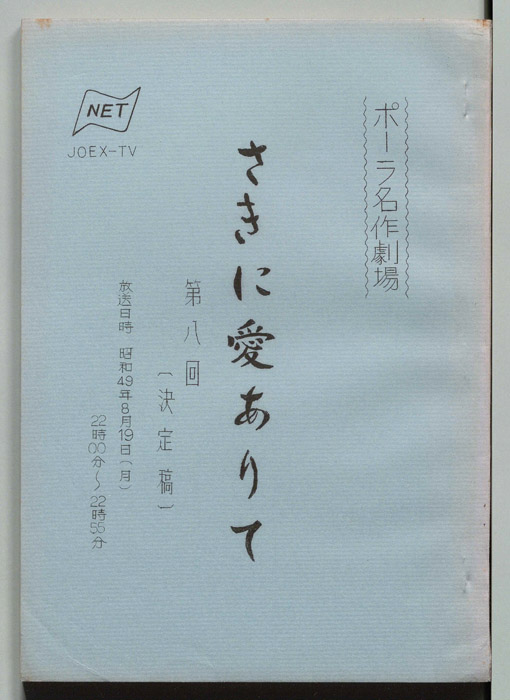 ポーラ名作劇場
さきに愛ありて
第八回
〔決定稿〕
放送日時 昭和49年8月19日(月)
22時00分〜22時55分
NET
JOEX-TV